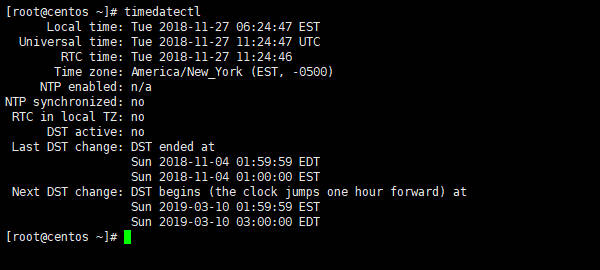 [root@centos ~]# timedatectl
Local time: Tue 2018-11-27 06:24:47 EST
Universal time: Tue 2018-11-27 11:24:47 UTC
RTC time: Tue 2018-11-27 11:24:46
Time zone: America/New_York (EST, -0500)
NTP enabled: n/a
NTP synchronized: no
RTC in local TZ: no
DST active: no
Last DST change: DST ended at
Sun 2018-11-04 01:59:59 EDT
Sun 2018-11-04 01:00:00 EST
Next DST change: DST begins (the clock jumps one hour forward) at
Sun 2019-03-10 01:59:59 EST
Sun 2019-03-10 03:00:00 EDT
[root@centos ~]#